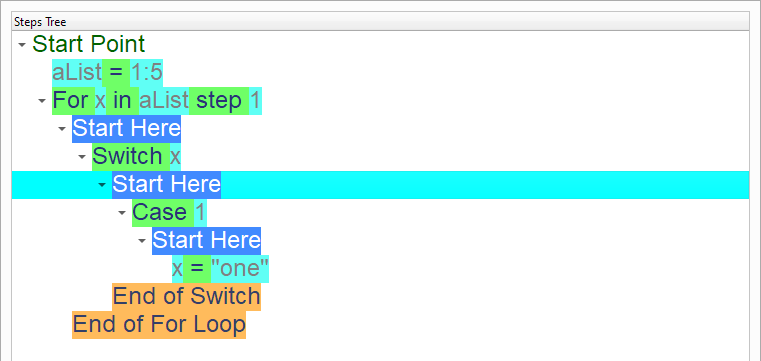 Steps Tree
Start Point
aList = 1:5
For x in aList step 1
Start Here
Switch x
Start Here
Case 1
Start Here
x = "one"
End of Switch
End of For Loop